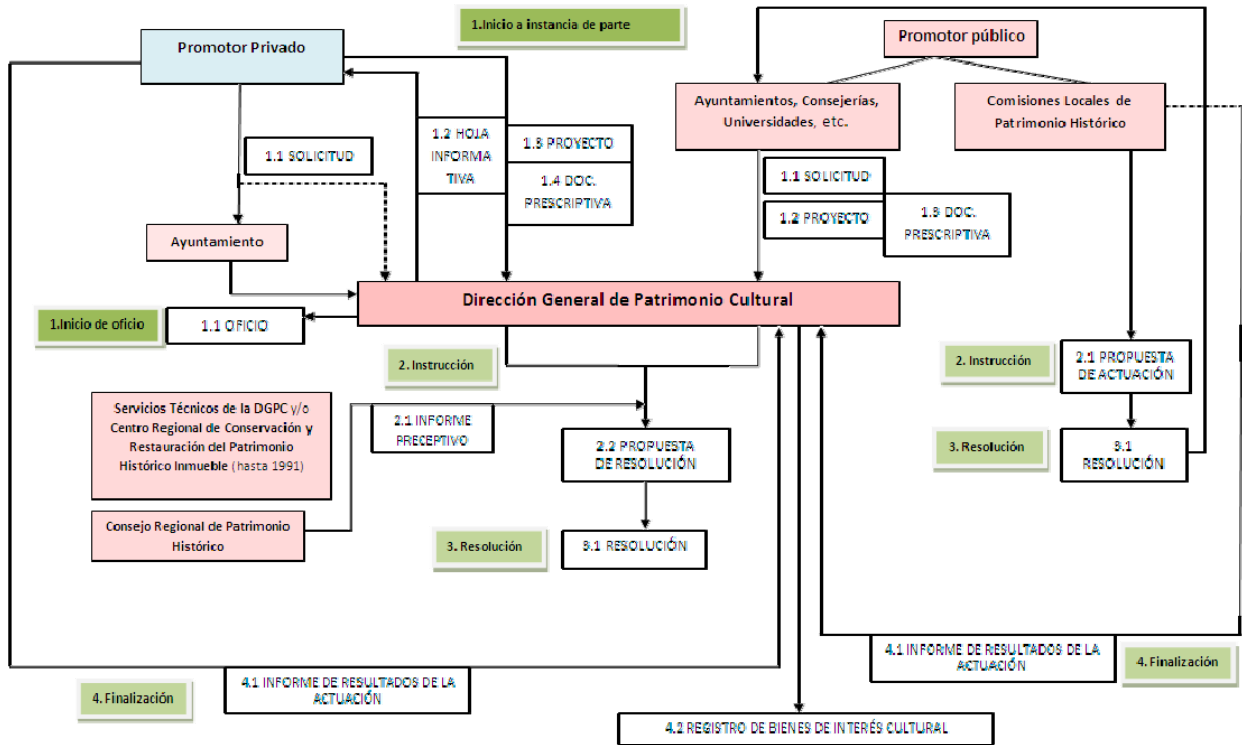 1.Inicio a instancia de parte
Promotor Privado
Promotor público
Ayuntamientos, Consejerías,
Universidades, etc.
Comisiones Locales de
Patrimonio Histórico
1.1 SOLICITUD
1.2 HOJA
INFORMA
TIVA
1.3 PROYECTO
1.4 DOC.
PRESCRIPTIVA
1.1 SOLICITUD
1.2 PROYECTO
1.3 DOC.
PRESCRIPTIVA
Ayuntamiento
Dirección General de Patrimonio Cultural
1.Inicio de oficio
1.1 OFICIO
2. Instrucción
2. Instrucción
2.1 PROPUESTA
DE ACTUACIÓN
Servicios Técnicos de la DGPC y/o
Centro Regional de Conservación y
Restauración del Patrimonio
Histórico Inmueble (hasta 1991)
2.1 INFORME
PRECEPTIVO
2.2 PROPUESTA
DE RESOLUCIÓN
3. Resolución
3.1
RESOLUCIÓN
Consejo Regional de Patrimonio
Histórico
3. Resolución
3.1 RESOLUCIÓN
4.1 INFORME DE RESULTADOS DE LA
ACTUACIÓN
4. Finalización
4. Finalización
4.1 INFORME DE RESULTADOS DE LA
ACTUACIÓN
4.2 REGISTRO DE BIENES DE INTERÉS CULTURAL